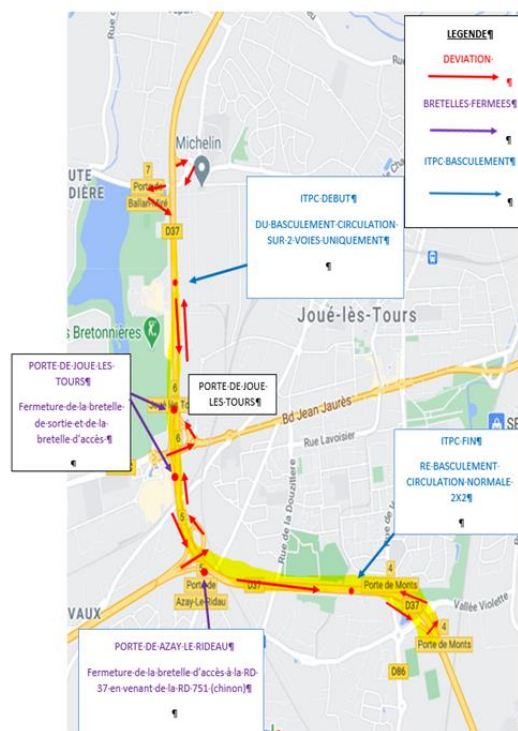 LEGENDE¶
DEVIATION·
¶
BRETELLES·FERMEES¶
¶
ITPC·BASCULEMENT¶
¶
Michelin
7
Porte de
Ballan-Miré
D37
ITPC·DEBUT¶
DU·BASCULEMENT·CIRCULATION·
SUR·2·VOIES·UNIQUEMENT¶
¶
Joué-lès-Tours
s Bretonnières
PORTE·DE·JOUE·LES·
TOURS¶
Fermeture·de·la·bretelle·
de·sortie·et·de·la·
bretelle·d'accès·¶
¶
6
PORTE·DE·JOUE·
LES·TOURS¶
6
Bd Jean Jaurès
Rue Lavoisier
ITPC·FIN¶
RE·BASCULEMENT·
CIRCULATION·NORMALE·
2X2¶
¶
Rue de la Douzillère
5
5
Porte de
Azay-Le-Ridau
D37
4
Porte de Monts
D37
Vallée Violette
4
Porte de Monts
D86
VAUX
PORTE·DE·AZAY·LE·RIDEAU¶
Fermeture·de·la·bretelle·d'accès·à·la·RD·
37·en·venant·de·la·RD·751·(chinon)¶
¶